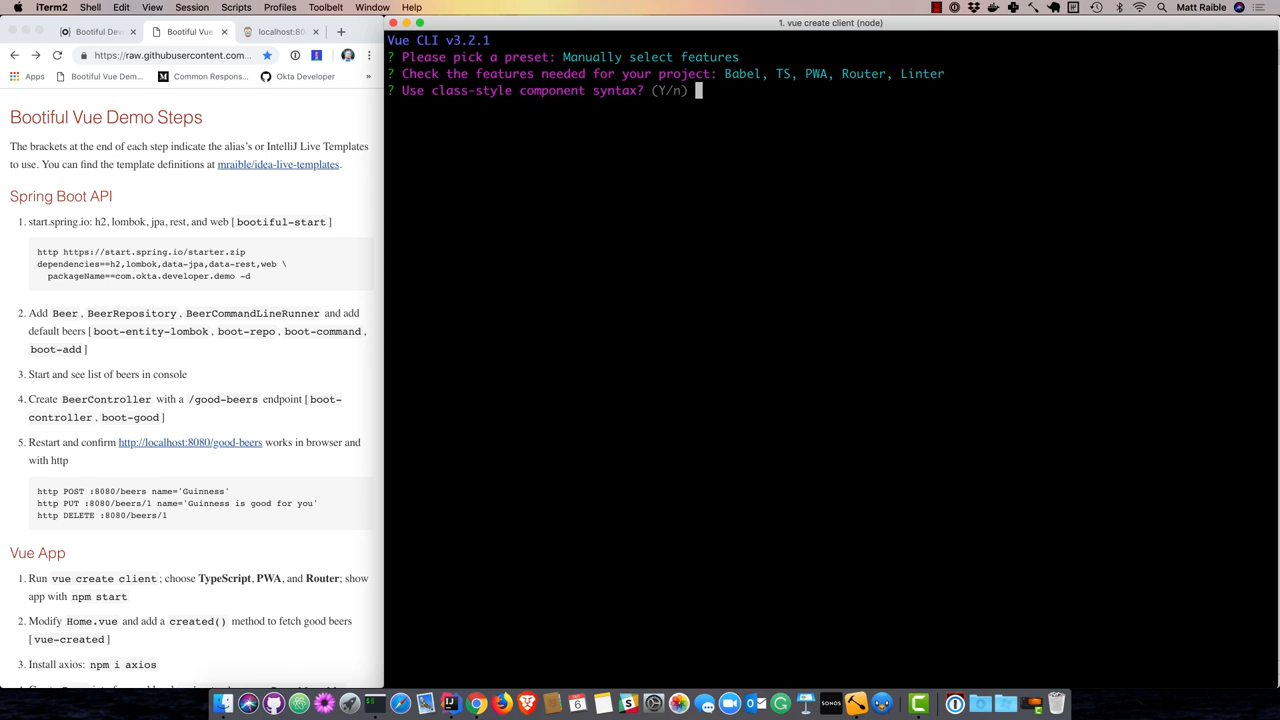 iTerm2 Shell Edit View Session Scripts Profiles Toolbelt Window Help Matt Raible
Bootiful Dev
Bootiful Vue
localhost:80
1. vue create client (node)
https://raw.githubusercontent.com...
Apps
Bootiful Vue Demo...
Common Respons...
Okta Developer
»
Bootiful Vue Demo Steps
The brackets at the end of each step indicate the alias's or IntelliJ Live Templates
to use. You can find the template definitions at mraible/idea-live-templates.
Spring Boot API
1. start.spring.io: h2, lombok, jpa, rest, and web [ bootiful-start ]
http https://start.spring.io/starter.zip
dependencies==h2,lombok,data-jpa,data-rest,web \
packageName==com.okta.developer.demo -d
2. Add Beer , BeerRepository , BeerCommandLineRunner and add
default beers [ boot-entity-lombok , boot-repo , boot-command ,
boot-add ]
3. Start and see list of beers in console
4. Create BeerController with a /good-beers endpoint [ boot-
controller , boot-good ]
5. Restart and confirm http://localhost:8080/good-beers works in browser and
with http
http POST :8080/beers name='Guinness'
http PUT :8080/beers/1 name='Guinness is good for you'
http DELETE :8080/beers/1
Vue App
1. Run vue create client ; choose TypeScript, PWA, and Router; show
app with npm start
2. Modify Home.vue and add a created() method to fetch good beers
[ vue-created ]
3. Install axios: npm i axios
Vue CLI v3.2.1
? Please pick a preset: Manually select features
? Check the features needed for your project: Babel, TS, PWA, Router, Linter
? Use class-style component syntax? (Y/n)
SONOS